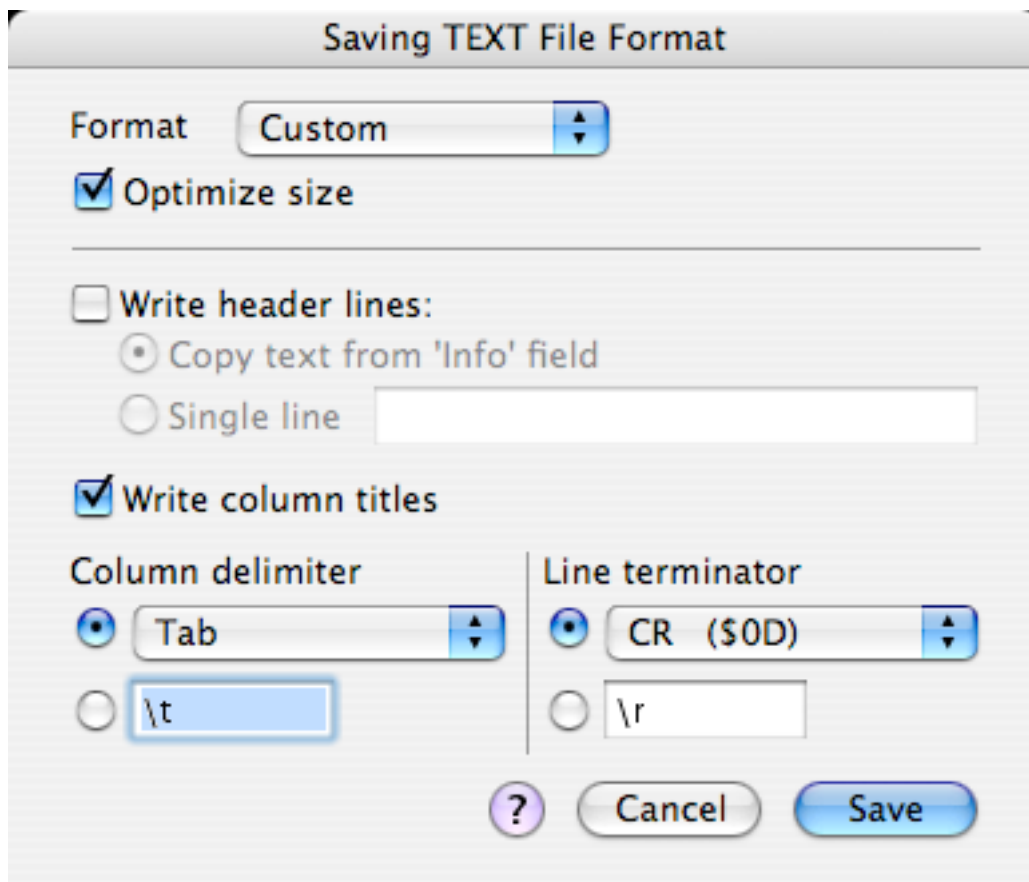 Saving TEXT File Format
Format Custom
Optimize size
Write header lines:
Copy text from 'Info' field
Single line
Write column titles
Column delimiter
Tab
\t
Line terminator
CR ($0D)
\r
? Cancel Save